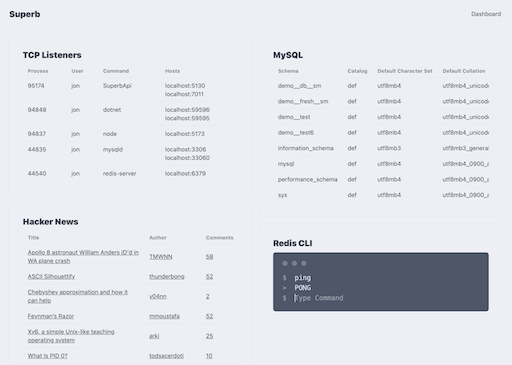 Superb
Dashboard
TCP Listeners
Process User Command Hosts
95174 jon SuperbApi localhost:5130
localhost:7011
94848 jon dotnet localhost:59596
localhost:59595
94837 jon node localhost:5173
44835 jon mysqld localhost:3306
localhost:33060
44540 jon redis-server localhost:6379
Hacker News
Title Author Comments
Apollo 8 astronaut William Anders ID'd in
WA plane crash
TMWNN 58
ASCII Silhouettify thunderbong 52
Chebyshev approximation and how it
can help
v04nn 2
Feynman's Razor mmoustafa 52
Xv6, a simple Unix-like teaching
operating system
arkj 25
What Is PID 0? todsacerdoti 10
MySQL
Schema Catalog Default Character Set Default Collation
demo__db__sm def utf8mb4 utf8mb4_unicod
demo__fresh__sm def utf8mb4 utf8mb4_unicod
demo__test def utf8mb4 utf8mb4_unicod
demo__test6 def utf8mb4 utf8mb4_unicod
information_schema def utf8mb3 utf8mb3_genera
mysql def utf8mb4 utf8mb4_0900_a
performance_schema def utf8mb4 utf8mb4_0900_a
sys def utf8mb4 utf8mb4_0900_a
Redis CLI
$ ping
> PONG
$ Type Command